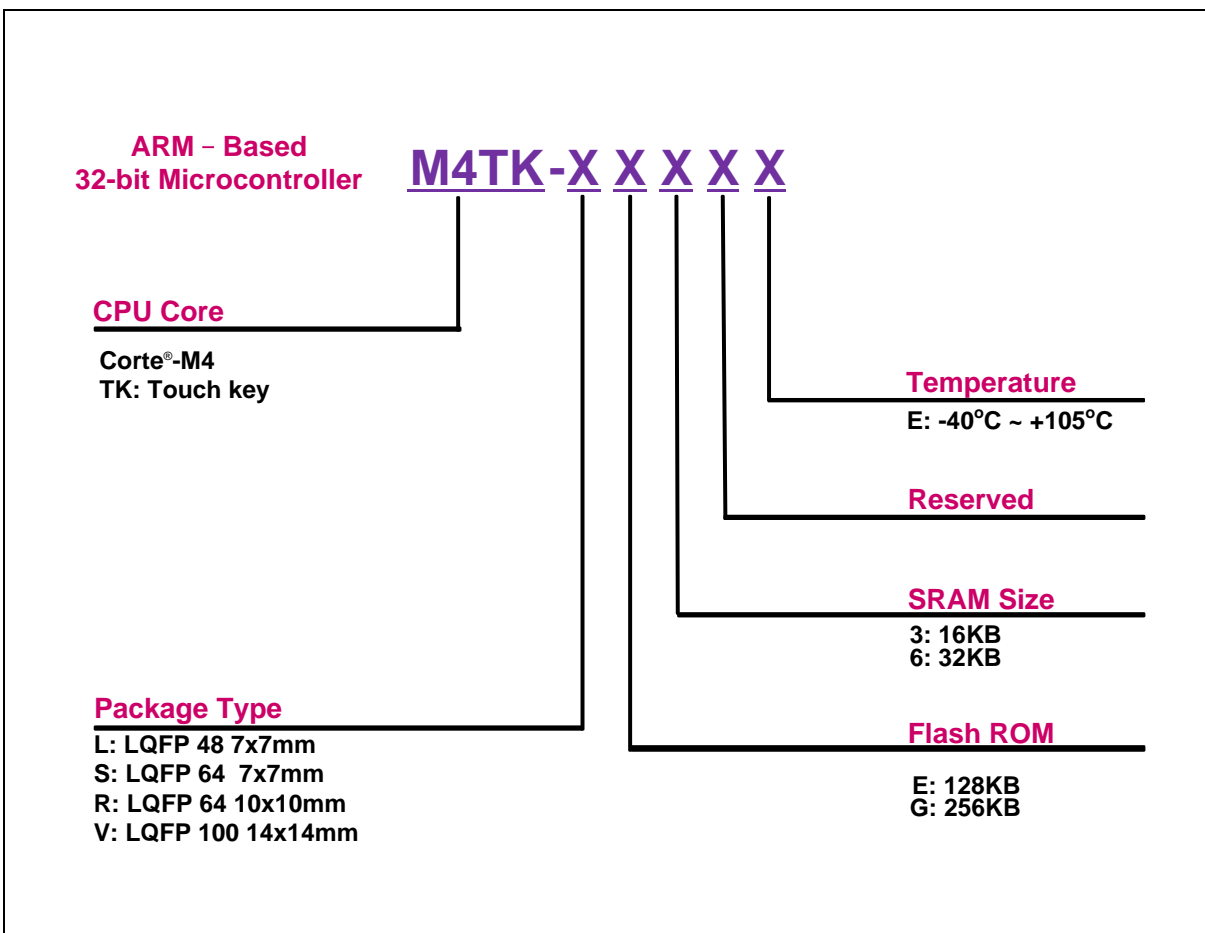 ARM – Based
32-bit Microcontroller
M4TK-X X X X X
CPU Core
Corte®-M4
TK: Touch key
Temperature
E: -40°C ~ +105°C
Reserved
SRAM Size
3: 16KB
6: 32KB
Package Type
L: LQFP 48 7x7mm
S: LQFP 64 7x7mm
R: LQFP 64 10x10mm
V: LQFP 100 14x14mm
Flash ROM
E: 128KB
G: 256KB